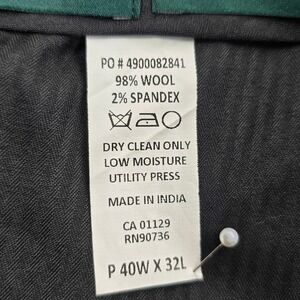 PO # 4900082841
98% WOOL
2% SPANDEX
DRY CLEAN ONLY
LOW MOISTURE
UTILITY PRESS
MADE IN INDIA
CA 01129
RN90736
P 40W X 32L